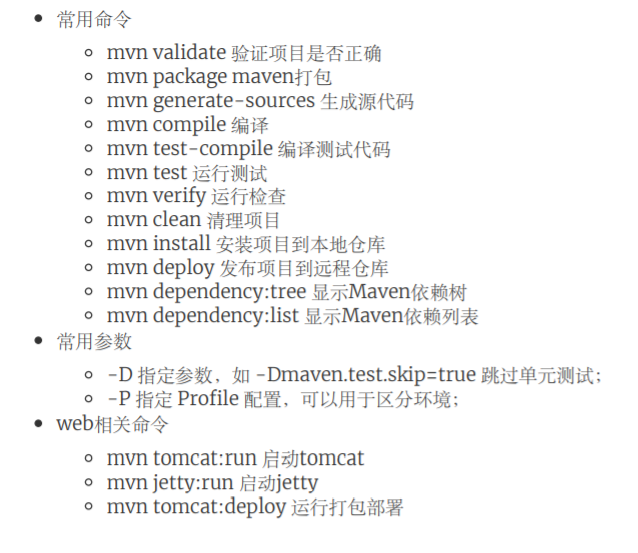 常用命令
mvn validate 验证项目是否正确
mvn package maven打包
mvn generate-sources 生成源代码
mvn compile 编译
mvn test-compile 编译测试代码
mvn test 运行测试
mvn verify 运行检查
mvn clean 清理项目
mvn install 安装项目到本地仓库
mvn deploy 发布项目到远程仓库
mvn dependency:tree 显示Maven依赖树
mvn dependency:list 显示Maven依赖列表
常用参数
-D 指定参数，如 -Dmaven.test.skip=true 跳过单元测试；
-P 指定 Profile 配置，可以用于区分环境；
web相关命令
mvn tomcat:run 启动tomcat
mvn jetty:run 启动jetty
mvn tomcat:deploy 运行打包部署